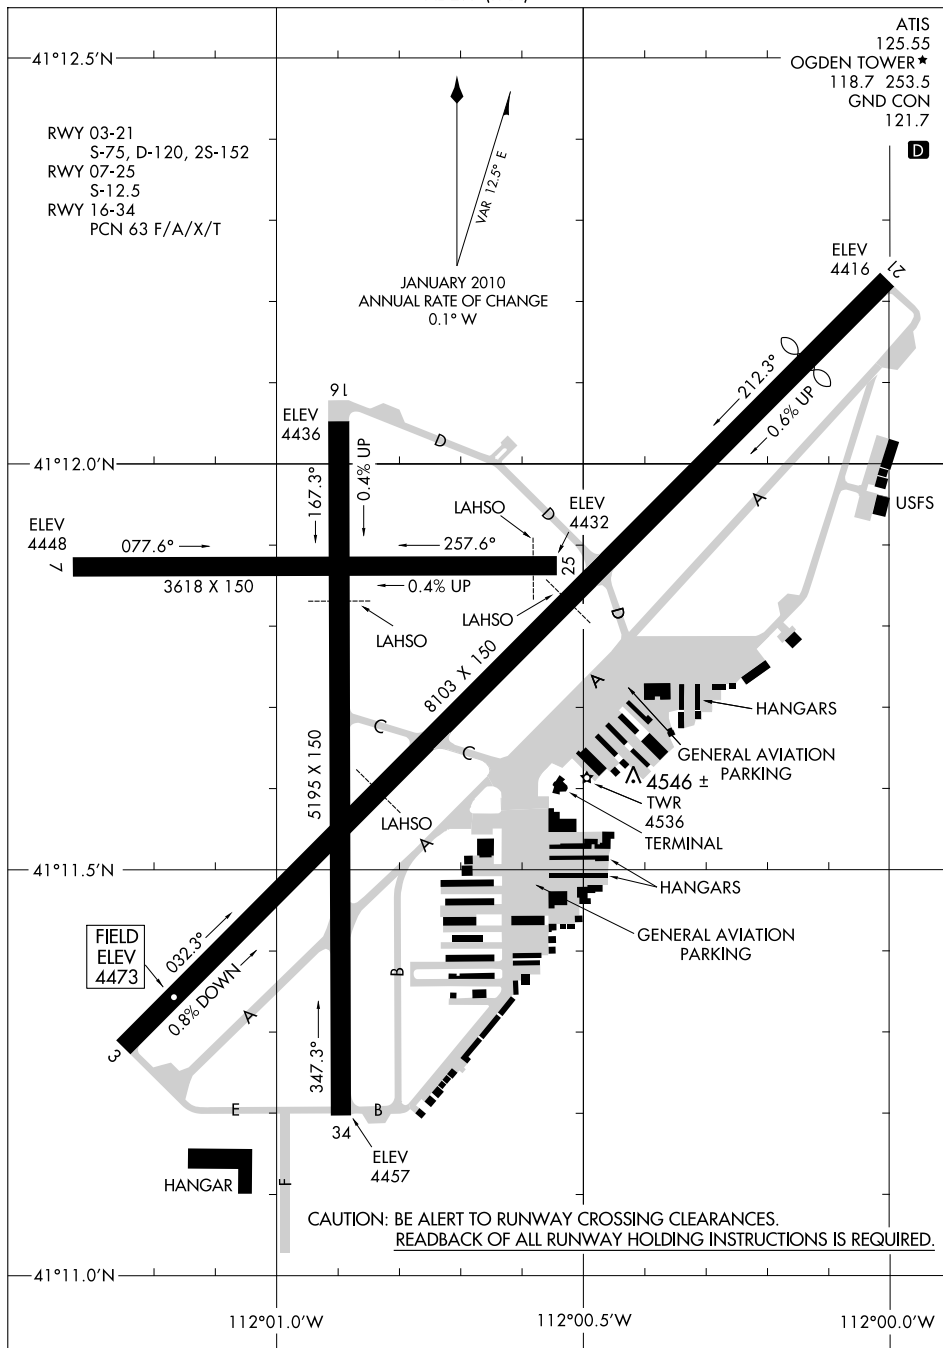 ATIS
125.55
OGDEN TOWER★
118.7 253.5
GND CON
121.7
D
41°12.5'N
RWY 03-21
S-75, D-120, 2S-152
RWY 07-25
S-12.5
RWY 16-34
PCN 63 F/A/X/T
VAR 12.5° E
JANUARY 2010
ANNUAL RATE OF CHANGE
0.1° W
ELEV
4416
21
212.3°
0.6% UP
16
ELEV
4436
167.3°
0.4% UP
D
41°12.0'N
A
USFS
LAHSO
ELEV
4432
D
ELEV
4448
7
077.6°
257.6°
25
3618 X 150
0.4% UP
LAHSO
LAHSO
D
8103 X 150
A
HANGARS
C
C
GENERAL AVIATION
PARKING
5195 X 150
4546 ±
TWR
4536
LAHSO
TERMINAL
A
41°11.5'N
HANGARS
GENERAL AVIATION
PARKING
FIELD
ELEV
4473
032.3°
0.8% DOWN
B
A
3
347.3°
E
B
34
ELEV
4457
HANGAR
F
CAUTION: BE ALERT TO RUNWAY CROSSING CLEARANCES.
READBACK OF ALL RUNWAY HOLDING INSTRUCTIONS IS REQUIRED.
41°11.0'N
112°01.0'W
112°00.5'W
112°00.0'W